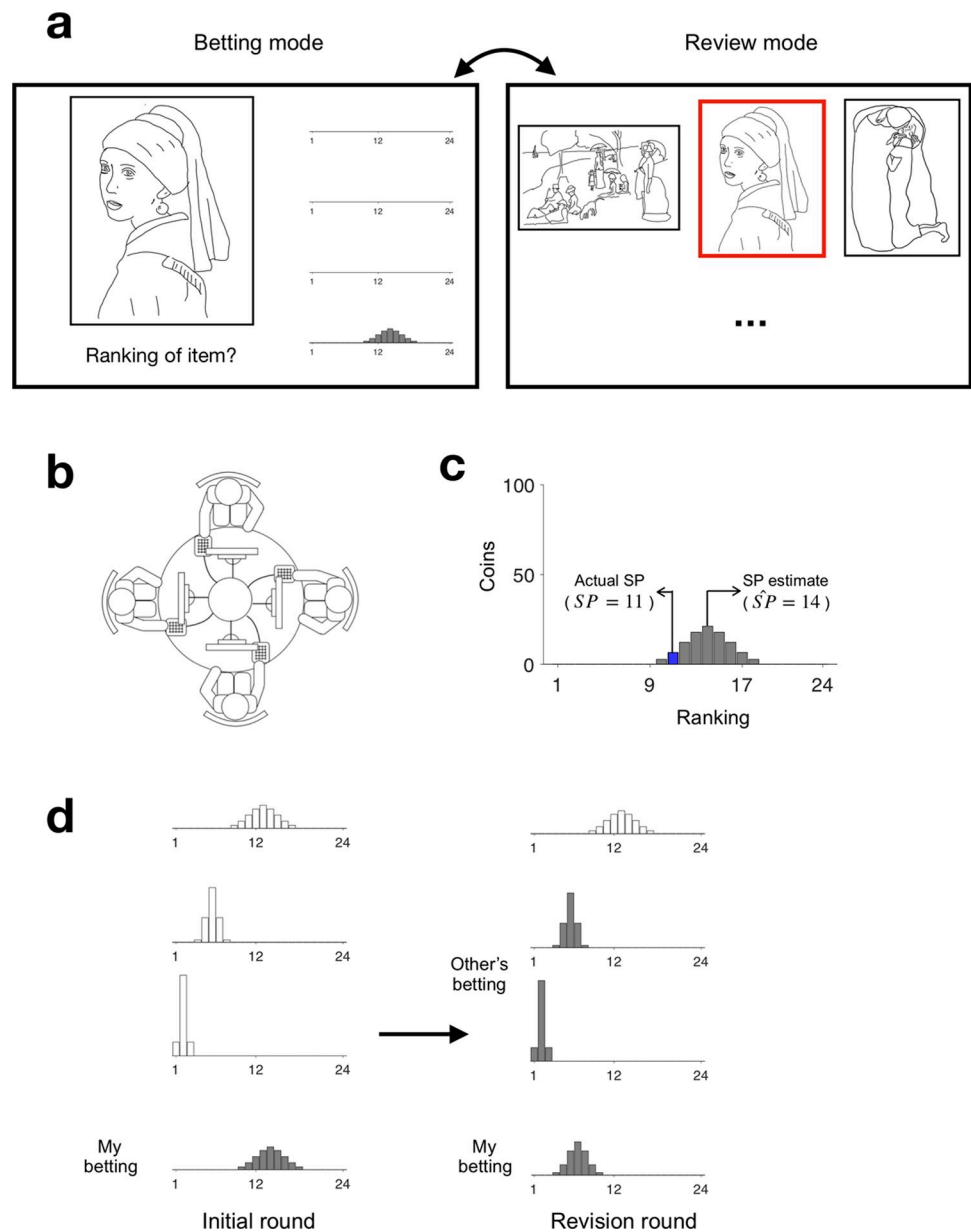 a
Betting mode
Review mode
1 12 24
1 12 24
1 12 24
1 12 24
Ranking of item?
...
b
c
100
50
0
Coins
Actual SP
( SP = 11 )
SP estimate
( ŜP = 14 )
1 9 17 24
Ranking
d
1 12 24
1 12 24
1 12 24
My
betting
1 12 24
Initial round
1 12 24
1 12 24
Other's
betting
1 12 24
My
betting
1 12 24
Revision round